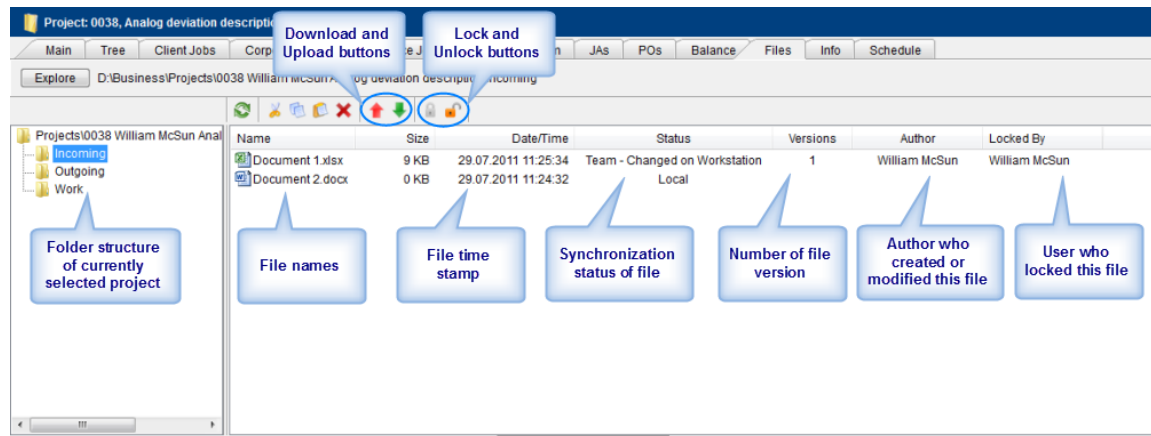 Project: 0038, Analog deviation descripti
Download and
Upload buttons
Lock and
Unlock buttons
Main Tree Client Jobs Corp JAs POs Balance Files Info Schedule
Explore D:\Business\Projects\0038 William McSun
Projects\0038 William McSun Anal
Incoming
Outgoing
Work
Name Size Date/Time Status Versions Author Locked By
Document 1.xlsx 9 KB 29.07.2011 11:25:34 Team - Changed on Workstation 1 William McSun William McSun
Document 2.docx 0 KB 29.07.2011 11:24:32 Local
Folder structure
of currently
selected project
File names
File time
stamp
Synchronization
status of file
Number of file
version
Author who
created or
modified this file
User who
locked this file